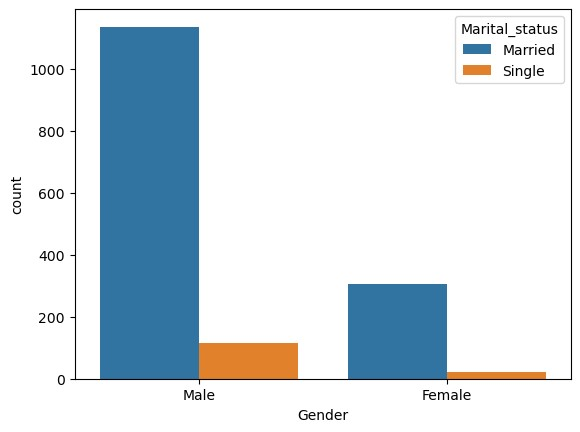 Marital_status
Married
Single
1000
800
600
400
200
0
count
Male
Female
Gender